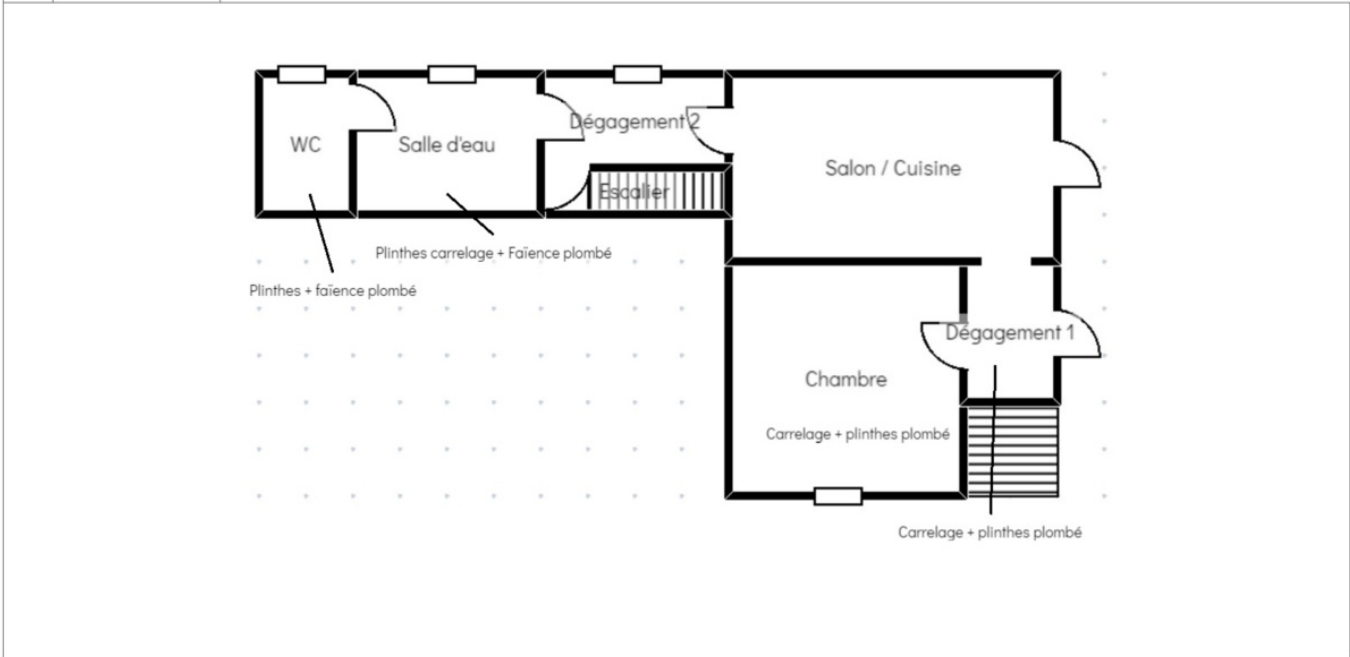 Dégagement 2
WC
Salle d'eau
Salon / Cuisine
Escalier
Plinthes carrelage + Faïence plombé
Plinthes + faïence plombé
Dégagement 1
Chambre
Carrelage + plinthes plombé
Carrelage + plinthes plombé